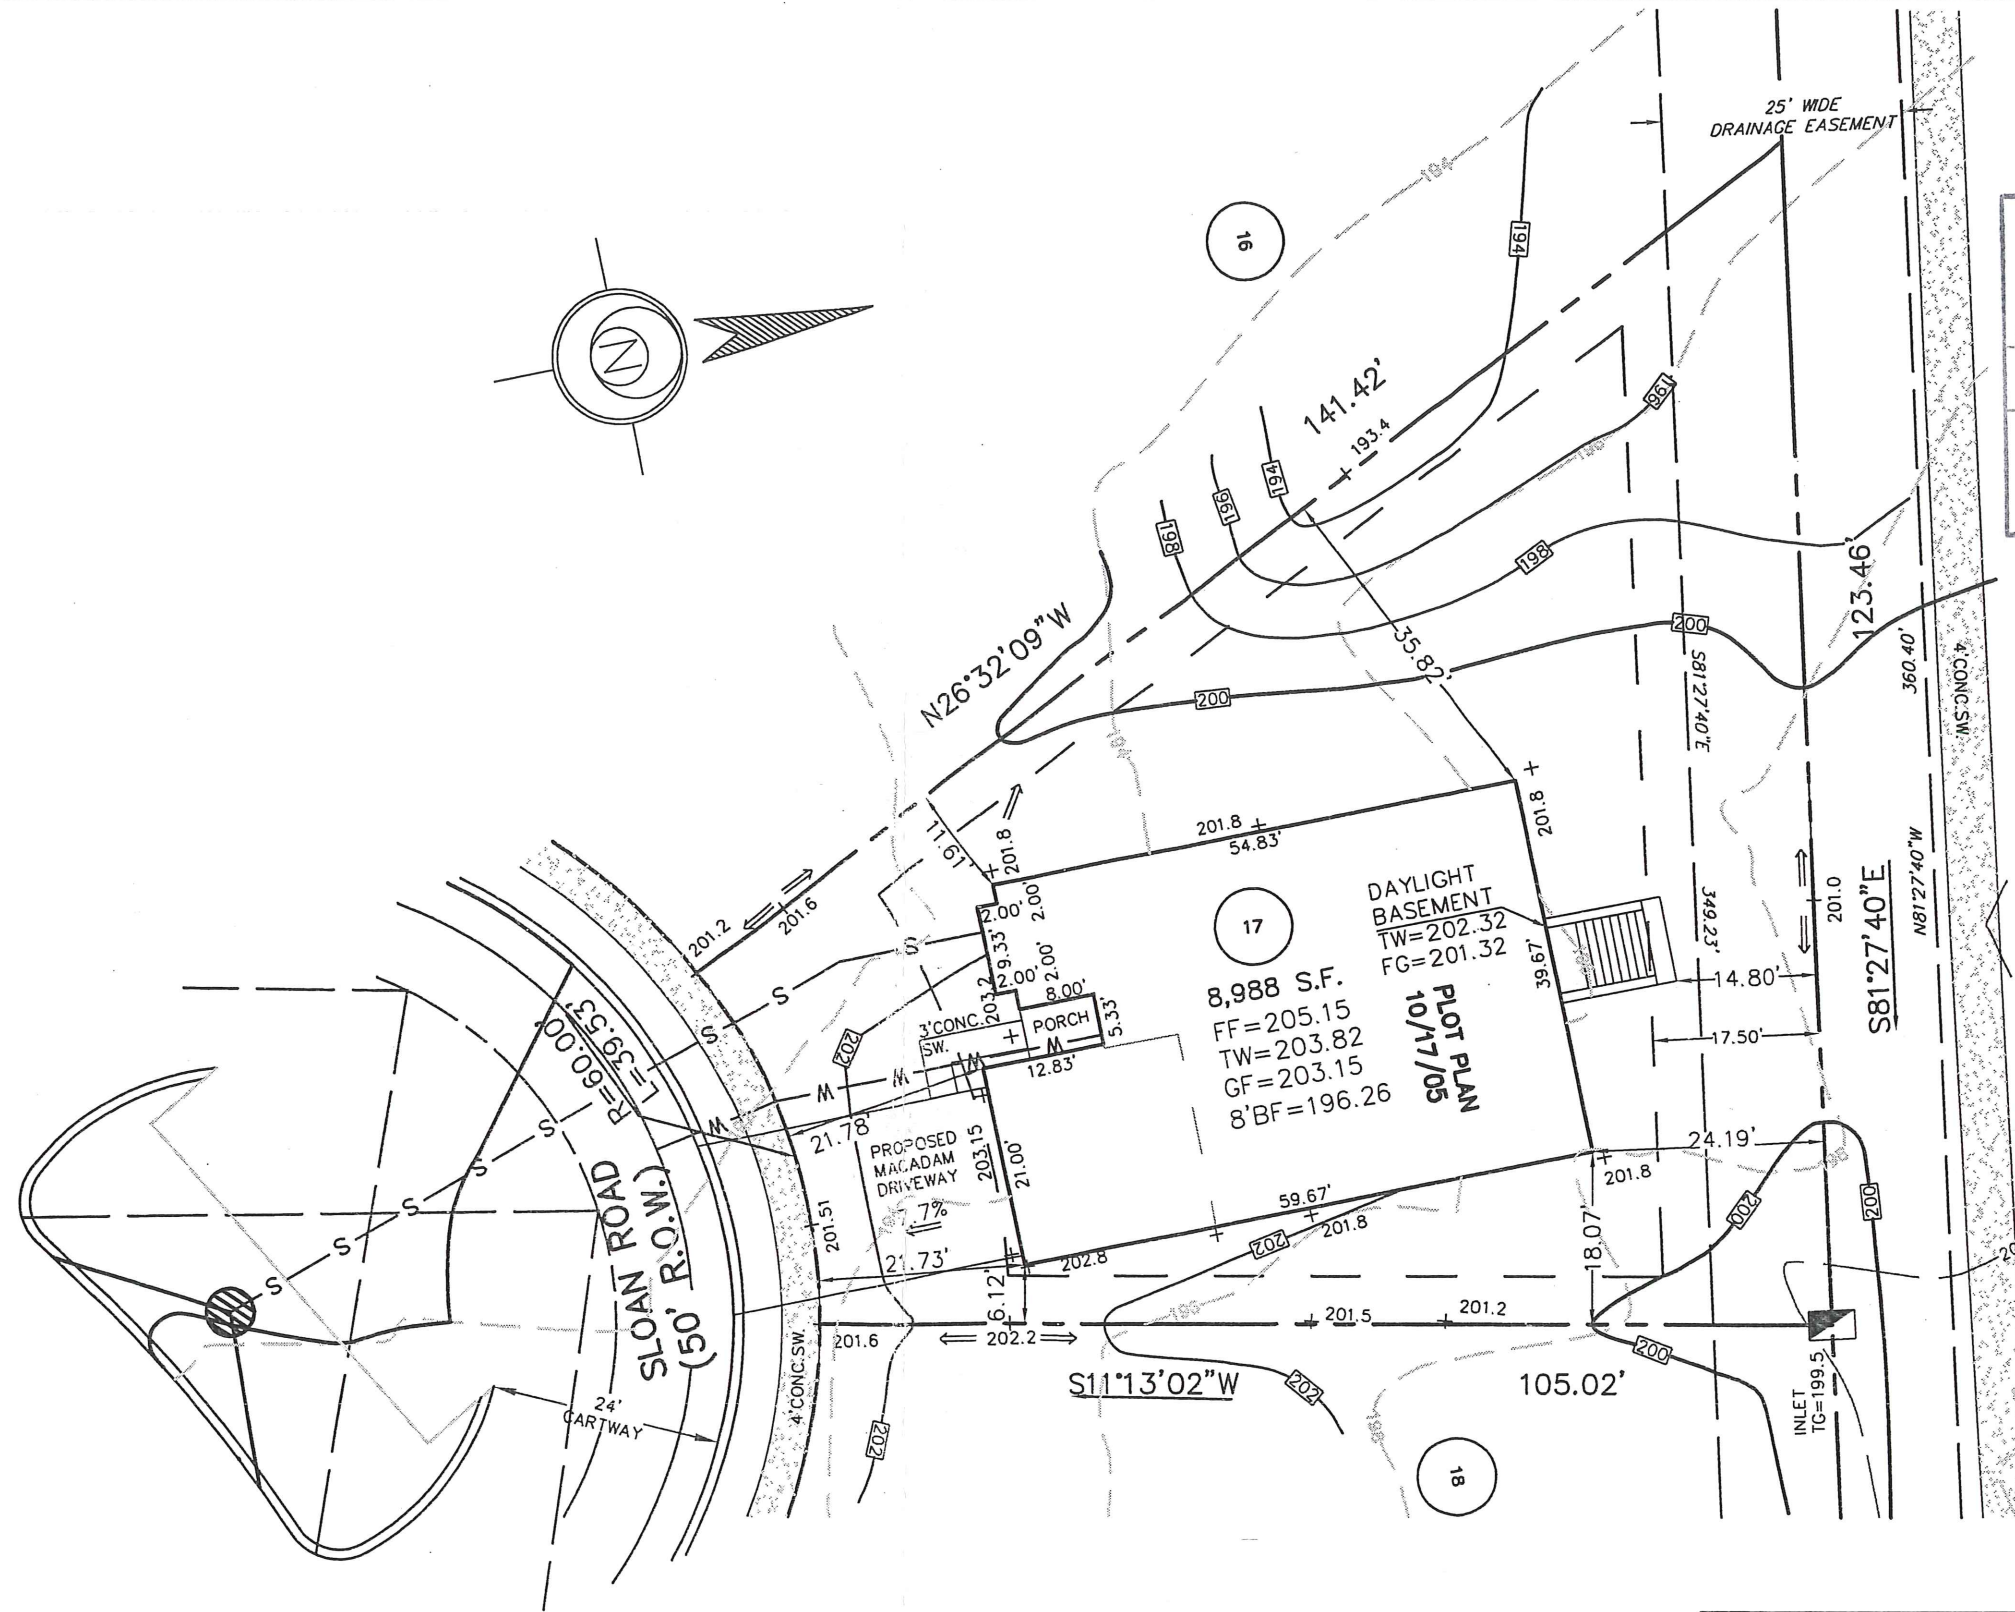 25' WIDE
DRAINAGE EASEMENT
194
16
194
N
141.42'
193.4
196
196
194
196
198
198
200
123.46'
N26°32'09"W
35.82'
200
S81°27'40"E
360.40'
4'CONC.SW.
194
11.61'
201.8
201.8
54.83'
201.8
201.2
201.6
2.00'
2.00'
9.33'
2.00'
2.00'
203.2
8.00'
PORCH
5.33'
3'CONC.
SW.
12.83'
17
8,988 S.F.
FF=205.15
TW=203.82
GF=203.15
8'BF=196.26
DAYLIGHT
BASEMENT
TW=202.32
FG=201.32
PLOT PLAN
10/17/05
39.67'
349.23'
14.80'
17.50'
201.0
S81°27'40"E
N81°27'40"W
S
S
S
S
S
S
S
S
S
W
W
W
W
W
202
R=60.00'
L=39.53'
21.78'
PROPOSED
MACADAM
DRIVEWAY
7.7%
203.15
21.00'
201.51
21.73'
SLOAN ROAD
(50' R.O.W.)
24'
CARTWAY
4'CONC.SW.
6.12'
202.8
59.67'
201.8
202
201.8
24.19'
18.07'
198
200
200
201.6
202.2
201.5
201.2
196
S11°13'02"W
105.02'
202
202
200
INLET
TG=199.5
18